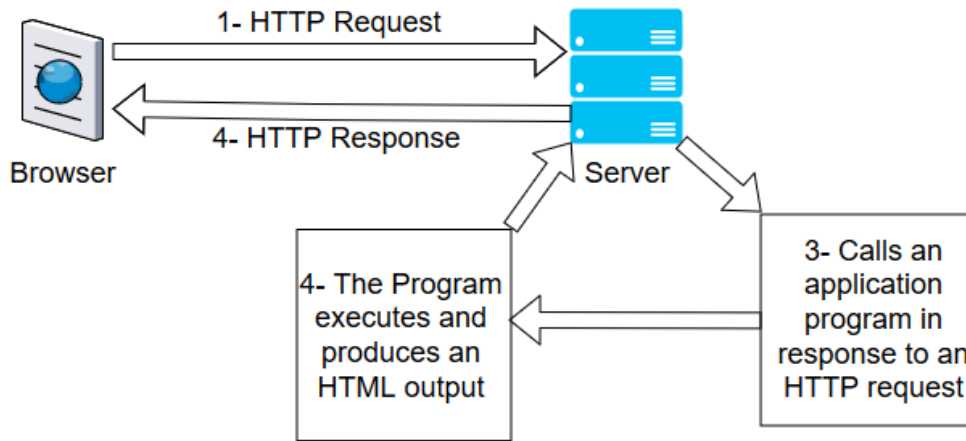 1- HTTP Request
4- HTTP Response
Browser
Server
3- Calls an
application
program in
response to an
HTTP request
4- The Program
executes and
produces an
HTML output